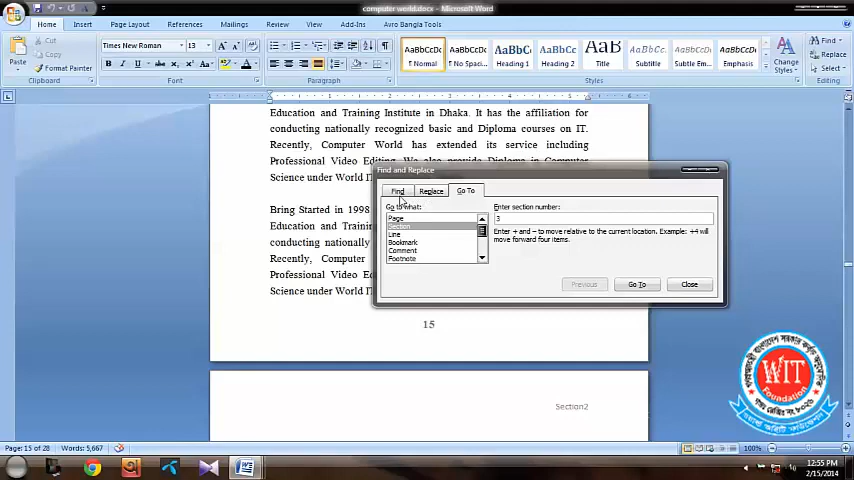 computer world.docx - Microsoft Word
Home
Insert
Page Layout
References
Mailings
Review
View
Add-Ins
Avro Bangla Tools
Paste
Format Painter
Clipboard
Times New Roman
13
Font
Paragraph
AaBbCcDc
¶ Normal
AaBbCcDc
¶ No Spaci...
AaBbCc
Heading 1
AaBbCc
Heading 2
AaB
Title
AaBbCcD
Subtitle
AaBbCcDc
Subtle Em...
AaBbCcDc
Emphasis
Styles
Change
Styles
Find
Replace
Select
Editing
Education and Training Institute in Dhaka. It has the affiliation for
conducting nationally recognized basic and Diploma courses on IT.
Recently, Computer World has extended its service including
Professional Video Editing. We also provide Diploma in Computer
Science under World I
Bring Started in 1998
Education and Training
conducting nationally
Recently, Computer
Professional Video Edi
Science under World I
15
Section2
Find and Replace
Find
Replace
Go To
Go to what:
Page
Section
Line
Bookmark
Comment
Footnote
Enter section number:
3
Enter + and – to move relative to the current location. Example: +4 will
move forward four items.
Previous
Go To
Close
WIT
Foundation
Page: 15 of 28
Words: 5,667
100%
12:55 PM
2/15/2014